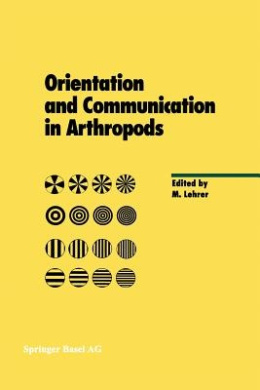 Orientation
and Communication
in Arthropods
Edited by
M. Lehrer
Springer Basel AG